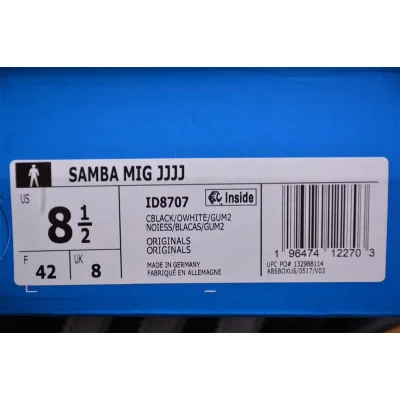 SAMBA MIG JJJJ
US
8 1/2
F
42
UK
8
ID8707
Inside
CBLACK/OWHITE/GUM2
NOIESS/BLACAS/GUM2
ORIGINALS
ORIGINALS
MADE IN GERMANY
FABRIQUÉ EN ALLEMAGNE
1 96474 12270 3
UPC PO# 132988114
ABSBOXUS/0517/V03